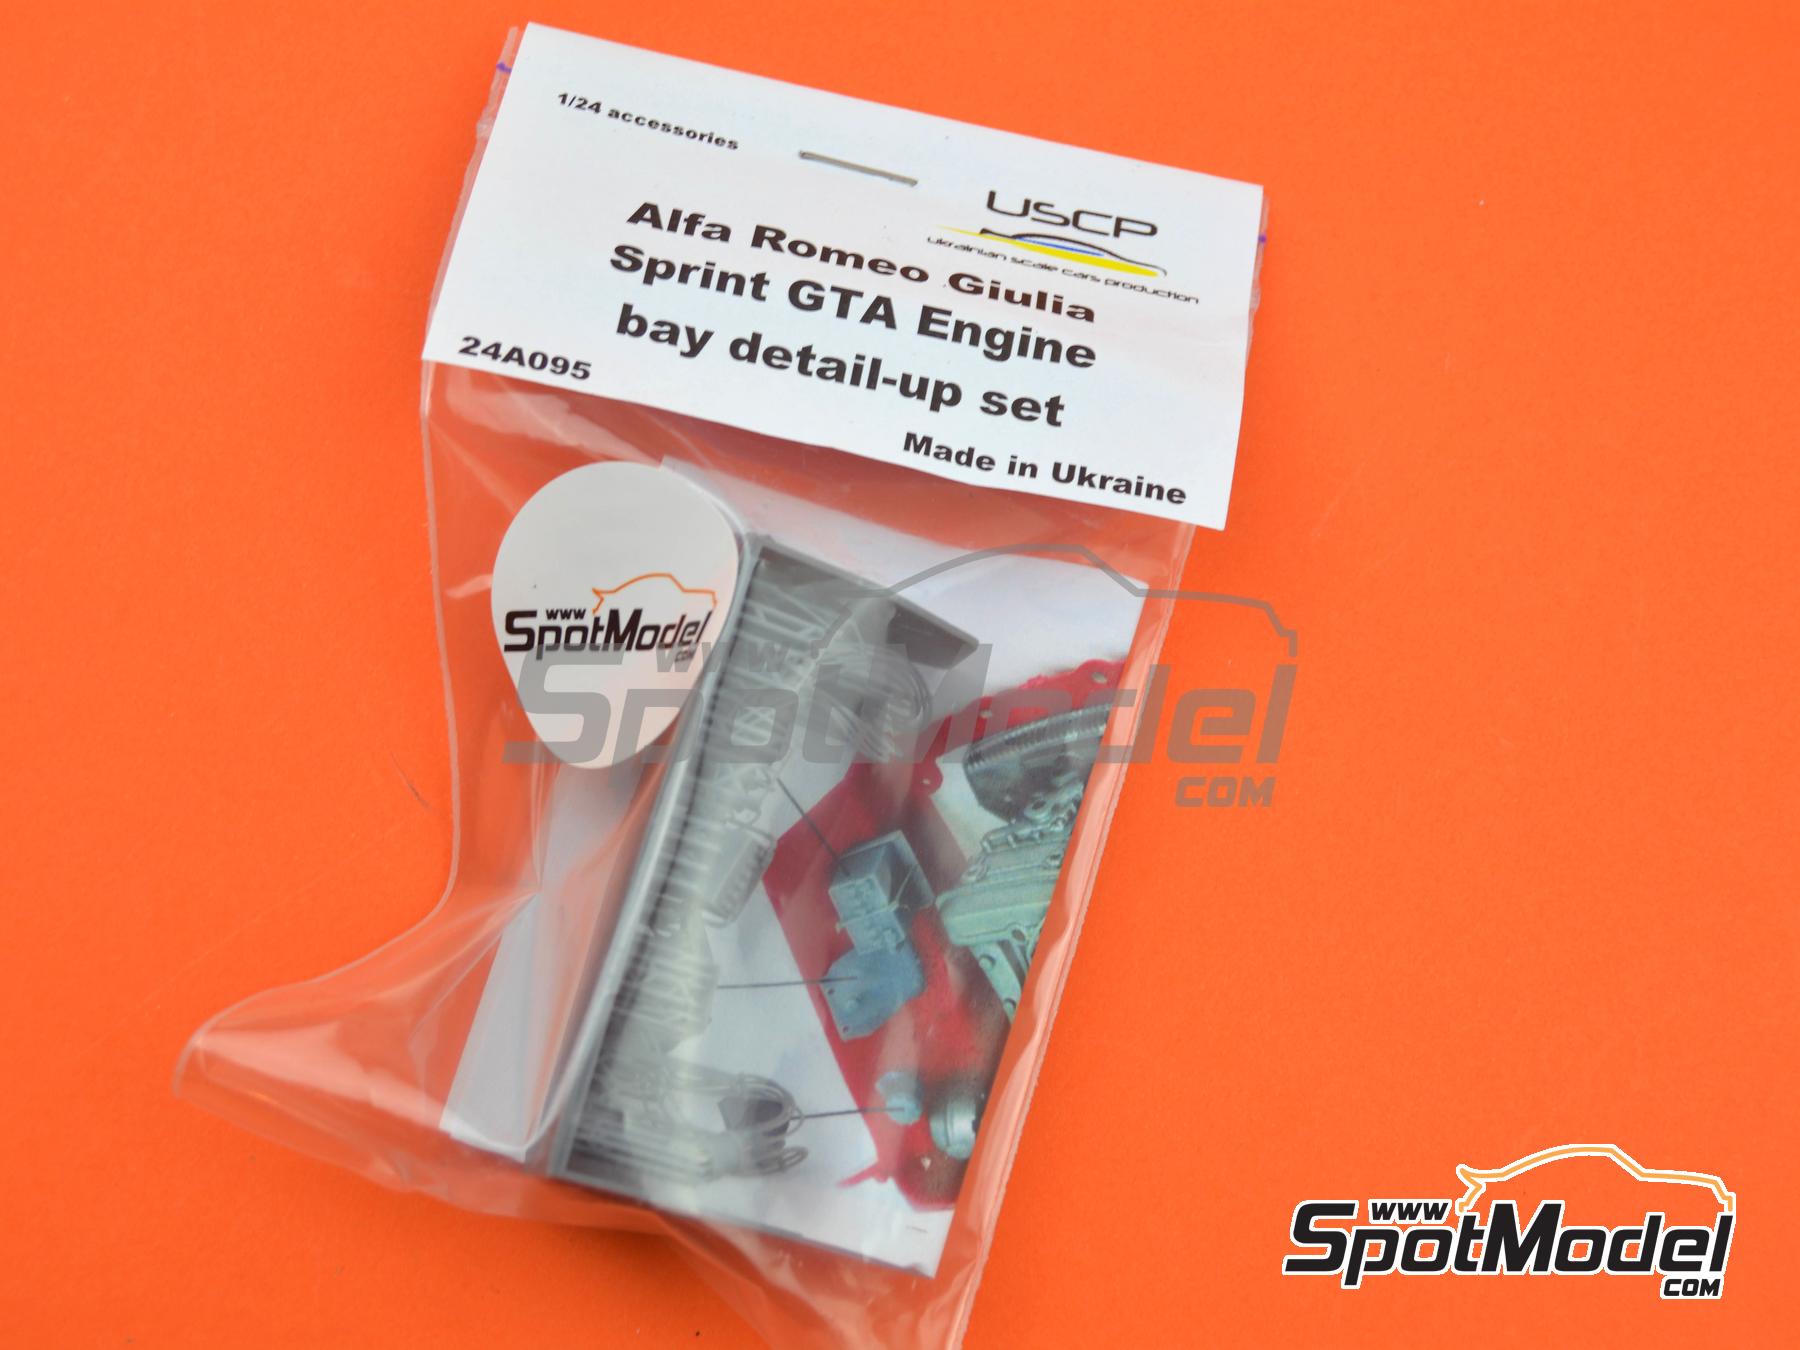 1/24 accessories
USCP
ukrainian scale cars production
Alfa Romeo Giulia
Sprint GTA Engine
bay detail-up set
24A095
Made in Ukraine
www
SpotModel
.COM
www
SpotModel
COM
www
SpotModel
COM